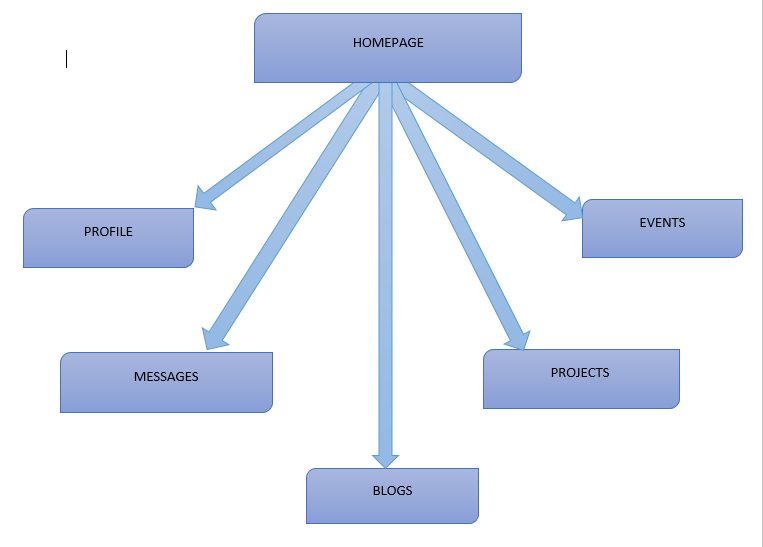 HOMEPAGE
PROFILE
EVENTS
MESSAGES
PROJECTS
BLOGS